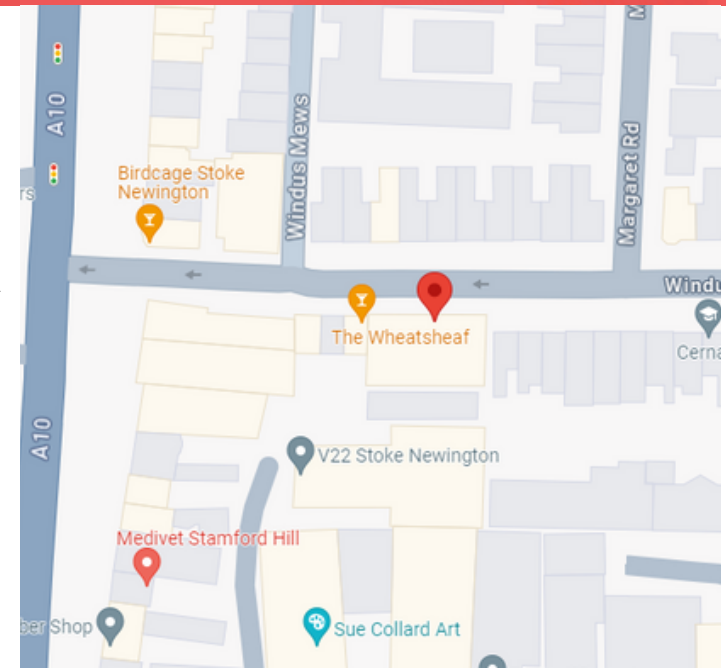 A10
Windus Mews
Margaret Rd
Birdcage Stoke
Newington
Windu
The Wheatsheaf
Cerna
A10
V22 Stoke Newington
Medivet Stamford Hill
ber Shop
Sue Collard Art